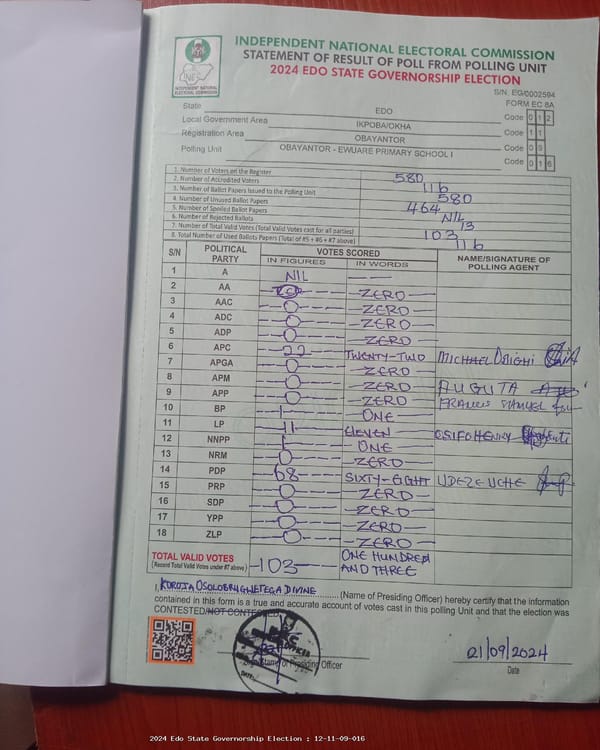 INDEPENDENT NATIONAL ELECTORAL COMMISSION
STATEMENT OF RESULT OF POLL FROM POLLING UNIT
2024 EDO STATE GOVERNORSHIP ELECTION
INDEPENDENT NATIONAL ELECTORAL COMMISSION
S/N. EG/0002594
FORM EC 8A
State EDO Code 0 1 2
Local Government Area IKPOBA/OKHA Code 1 1
Registration Area OBAYANTOR Code 0 9
Polling Unit OBAYANTOR - EWUARE PRIMARY SCHOOL I Code 0 1 6
1. Number of Voters on the Register 580
2. Number of Accredited Voters 116
3. Number of Ballot Papers Issued to the Polling Unit 580
4. Number of Unused Ballot Papers 464
5. Number of Spoiled Ballot Papers NIL
6. Number of Rejected Ballots 13
7. Number of Total Valid Votes (Total Valid Votes cast for all parties) 103
8. Total Number of Used Ballots Papers (Total of #5 + #6 + #7 above) 116
S/N POLITICAL PARTY VOTES SCORED NAME/SIGNATURE OF POLLING AGENT
IN FIGURES IN WORDS
1 A NIL
2 AA ZERO
3 AAC 0 ZERO
4 ADC 0 ZERO
5 ADP 0 ZERO
6 APC 22 TWENTY-TWO MICHAEL
7 APGA 0 ZERO
8 APM 0 ZERO AUGUTA
9 APP 0 ZERO FRANCIS SAMUEL
10 BP 1 ONE
11 LP 11 ELEVEN OSIFO HENRY
12 NNPP 1 ONE
13 NRM 0 ZERO
14 PDP 68 SIXTY-EIGHT UDEZE UCHE
15 PRP 0 ZERO
16 SDP 0 ZERO
17 YPP 0 ZERO
18 ZLP 0 ZERO
TOTAL VALID VOTES 103 ONE HUNDRED
(Record Total Valid Votes under #7 above) AND THREE
I, DIVINE (Name of Presiding Officer) hereby certify that the information
contained in this form is a true and accurate account of votes cast in this polling Unit and that the election was
CONTESTED/NOT CONTESTED
Sign/Stamp of Presiding Officer
21/09/2024
Date
2024 Edo State Governorship Election : 12-11-09-016